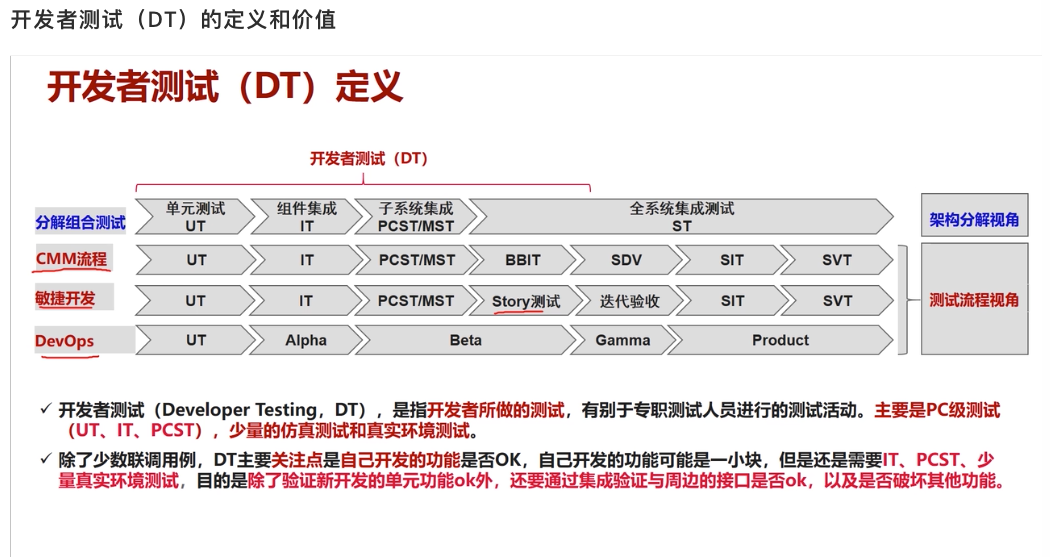 开发者测试（DT）的定义和价值
开发者测试（DT）定义
开发者测试（DT）
分解组合测试
单元测试
UT
组件集成
IT
子系统集成
PCST/MST
全系统集成测试
ST
架构分解视角
CMM流程
UT
IT
PCST/MST
BBIT
SDV
SIT
SVT
敏捷开发
UT
IT
PCST/MST
Story测试
迭代验收
SIT
SVT
测试流程视角
DevOps
UT
Alpha
Beta
Gamma
Product
✓ 开发者测试（Developer Testing，DT），是指开发者所做的测试，有别于专职测试人员进行的测试活动。主要是PC级测试
（UT、IT、PCST），少量的仿真测试和真实环境测试。
✓ 除了少数联调用例，DT主要关注点是自己开发的功能是否OK，自己开发的功能可能是一小块，但是还是需要IT、PCST、少
量真实环境测试，目的是除了验证新开发的单元功能ok外，还要通过集成验证与周边的接口是否ok，以及是否破坏其他功能。